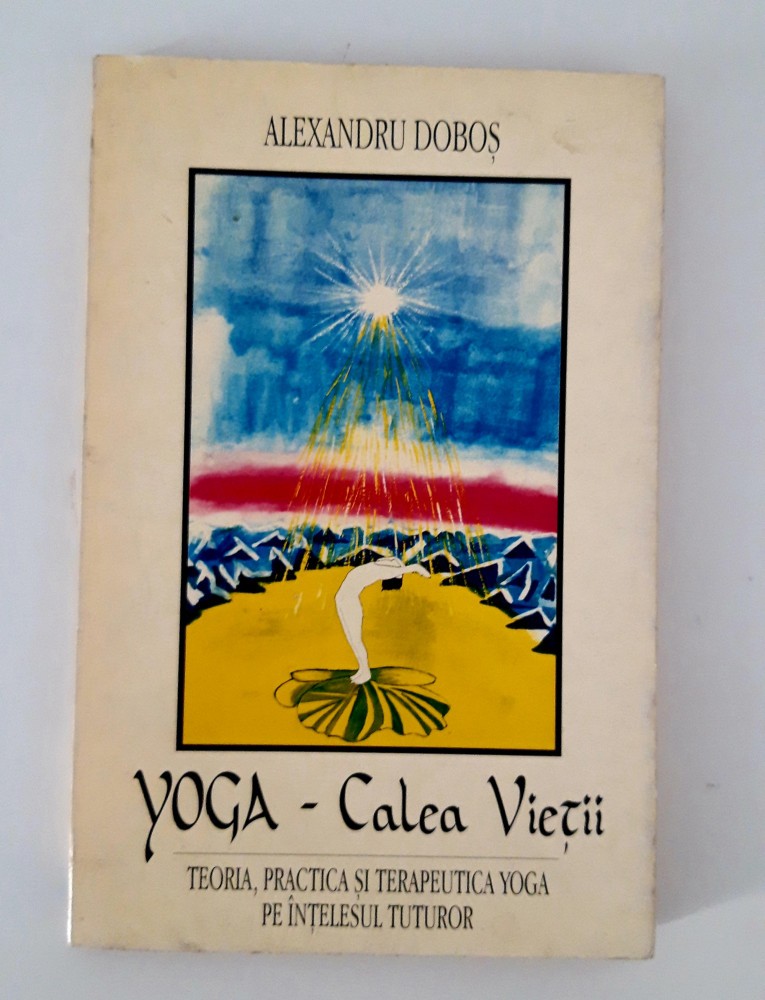 ALEXANDRU DOBOȘ
YOGA - Calea Vieții
TEORIA, PRACTICA ȘI TERAPEUTICA YOGA
PE ÎNȚELESUL TUTUROR